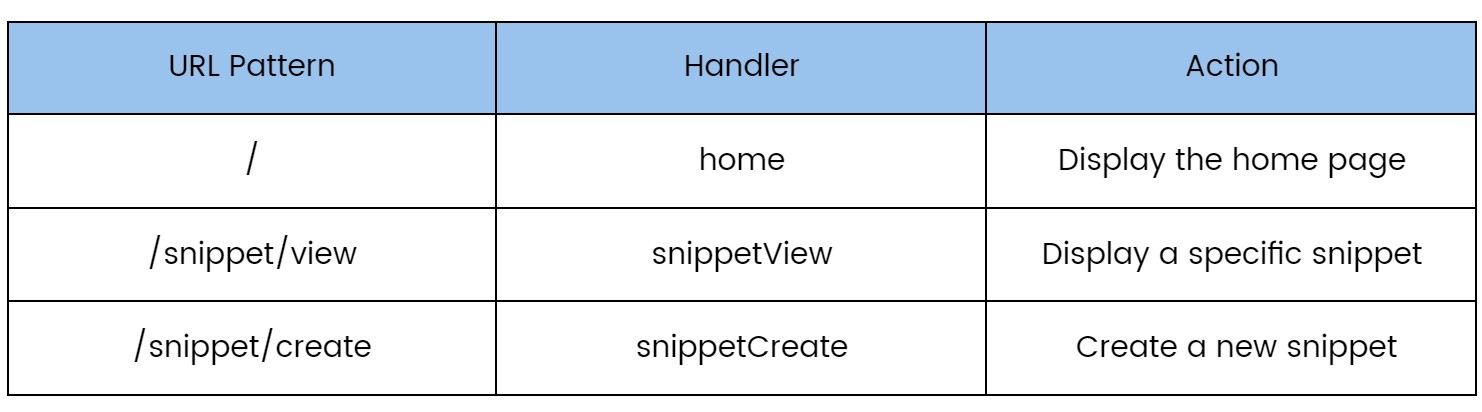 URL Pattern Handler Action
/ home Display the home page
/snippet/view snippetView Display a specific snippet
/snippet/create snippetCreate Create a new snippet